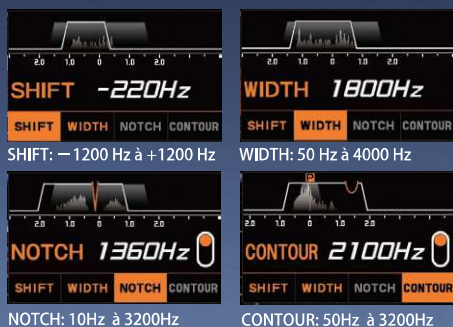 2.0 1.0 0 1.0 2.0
SHIFT -220Hz
SHIFT WIDTH NOTCH CONTOUR
SHIFT: －1200 Hz à +1200 Hz
2.0 1.0 0 1.0 2.0
WIDTH 1800Hz
SHIFT WIDTH NOTCH CONTOUR
WIDTH: 50 Hz à 4000 Hz
2.0 1.0 0 1.0 2.0
NOTCH 1360Hz
SHIFT WIDTH NOTCH CONTOUR
NOTCH: 10Hz à 3200Hz
P
2.0 1.0 0 1.0 2.0
CONTOUR 2100Hz
SHIFT WIDTH NOTCH CONTOUR
CONTOUR: 50Hz à 3200Hz